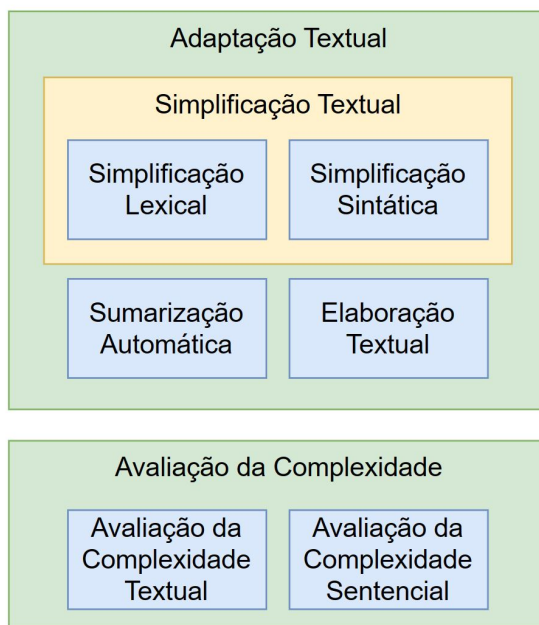 Adaptação Textual
Simplificação Textual
Simplificação
Lexical
Simplificação
Sintática
Sumarização
Automática
Elaboração
Textual
Avaliação da Complexidade
Avaliação da
Complexidade
Textual
Avaliação da
Complexidade
Sentencial